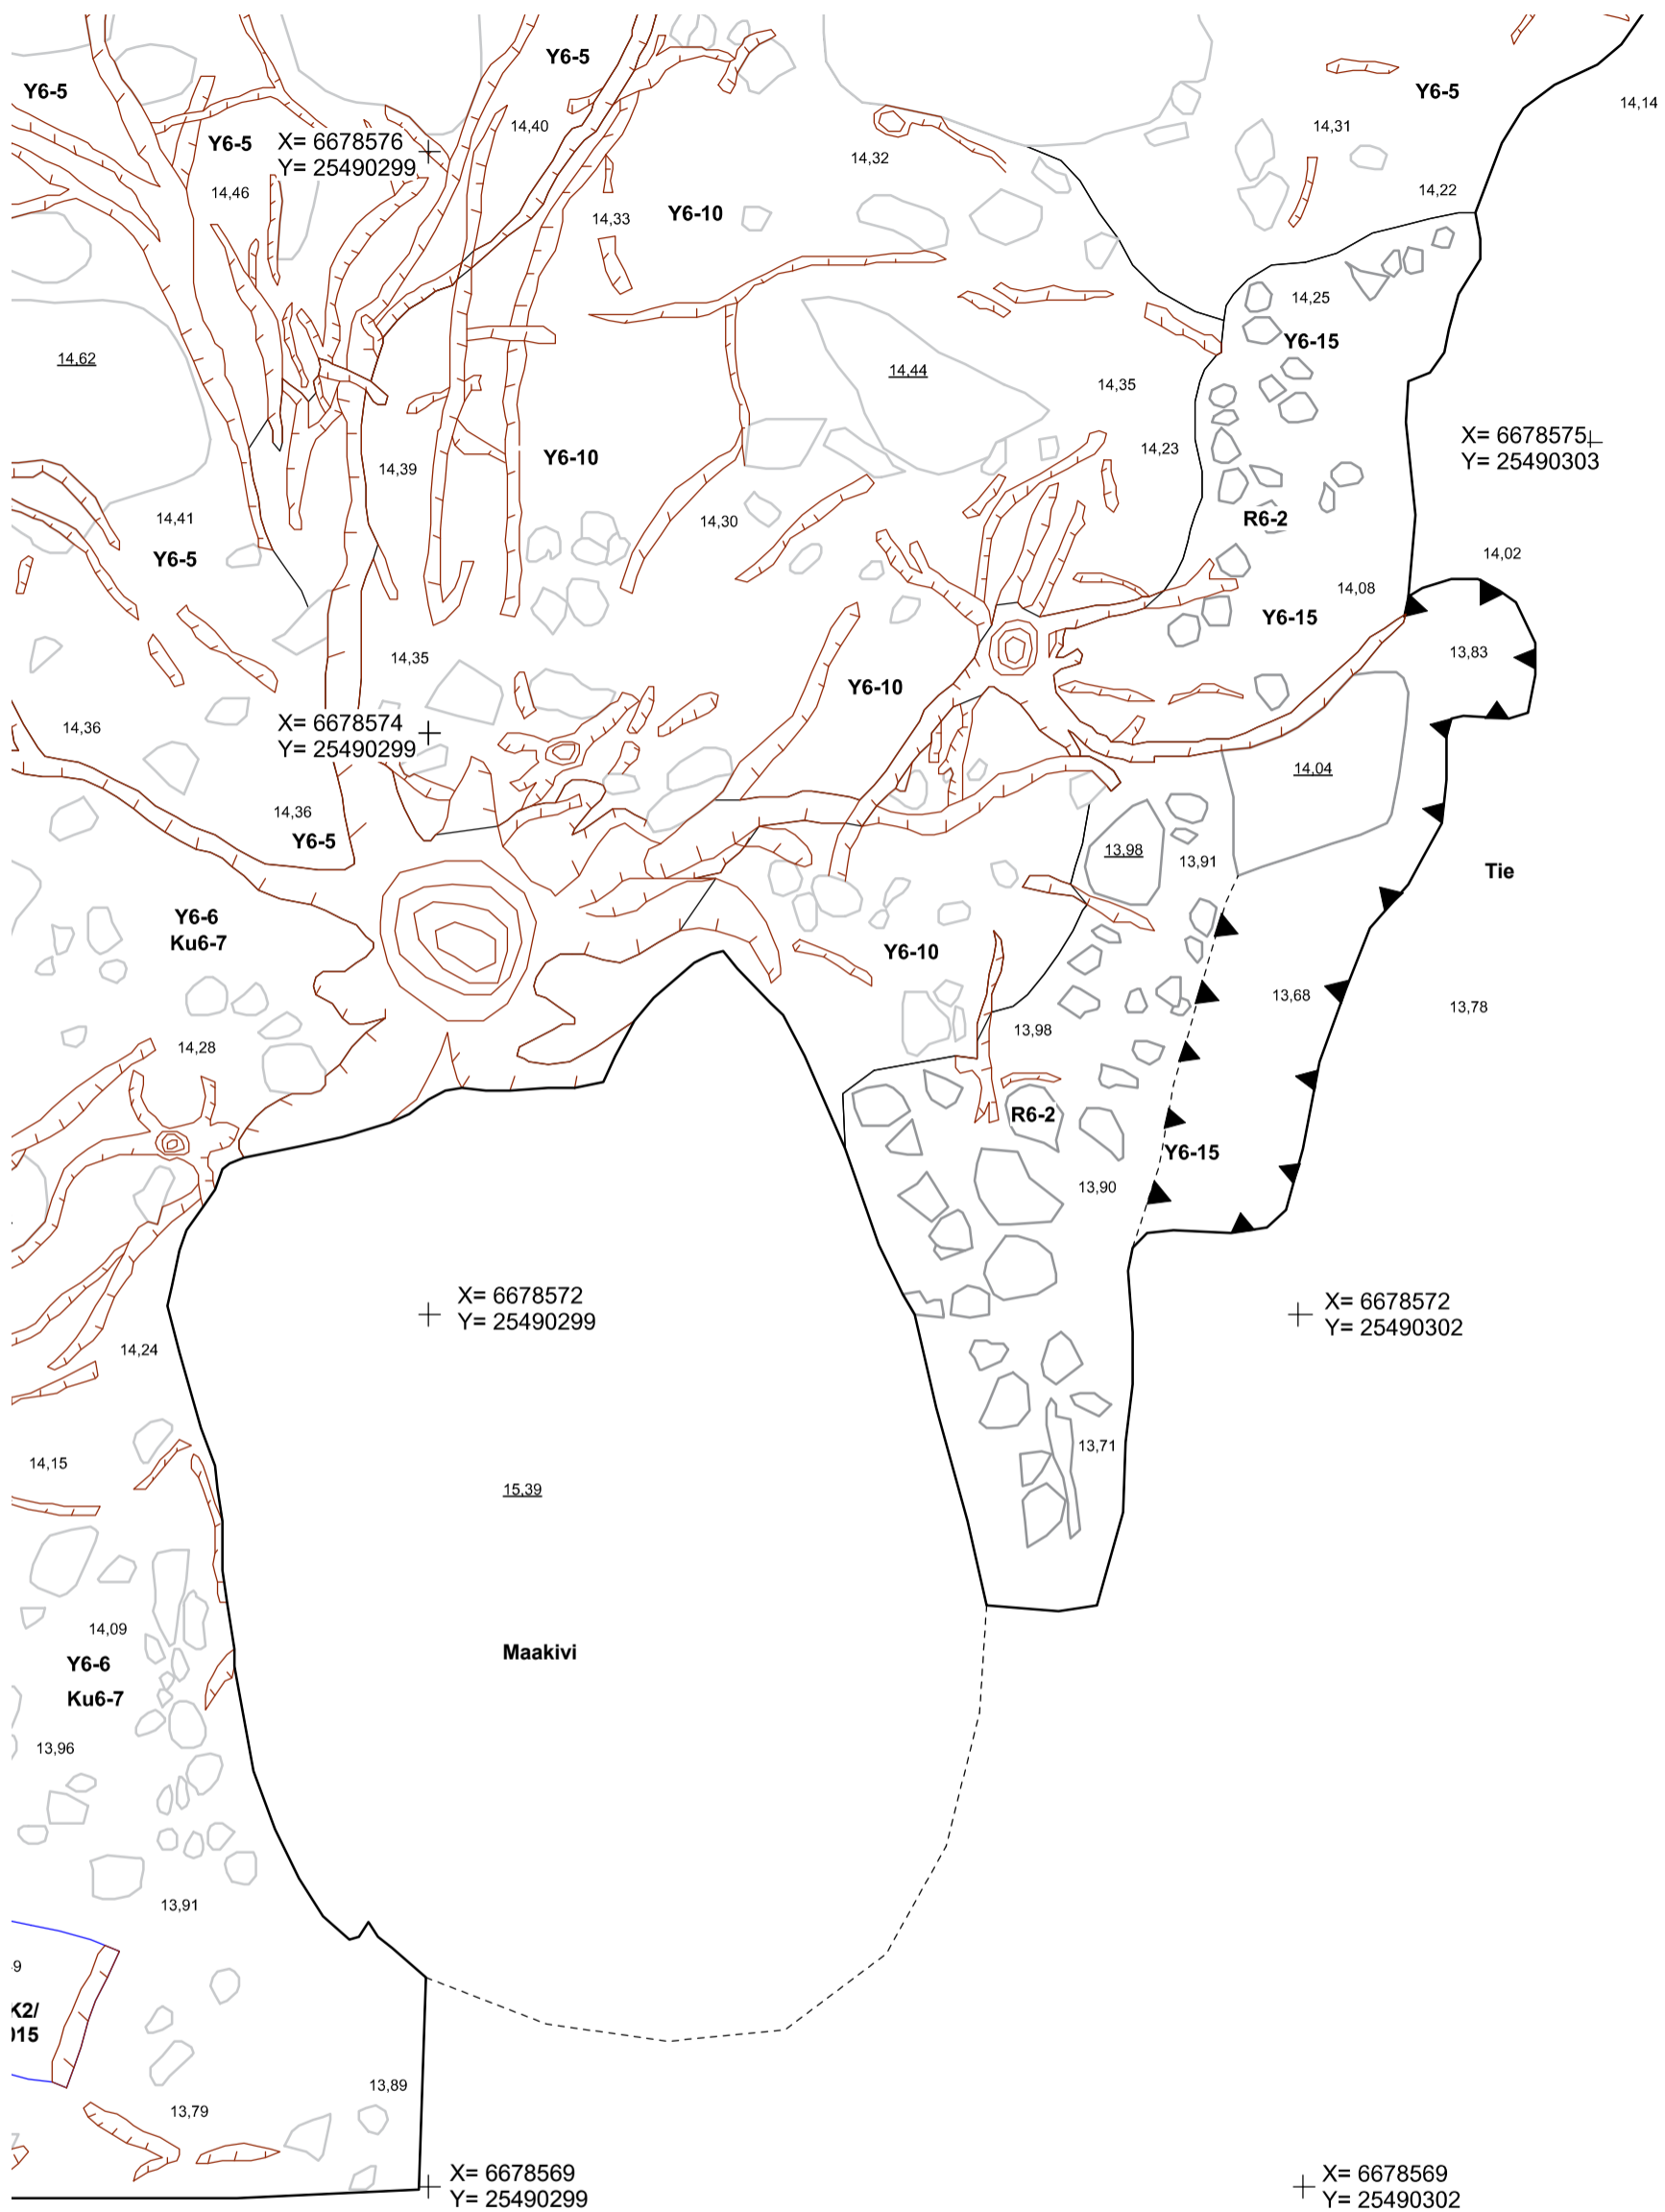 Y6-5
Y6-5
Y6-5
14,14
14,40
14,31
Y6-5
X= 6678576
Y= 25490299
14,32
14,46
14,22
14,33
Y6-10
14,25
Y6-15
14,62
14,44
14,35
X= 6678575
Y= 25490303
14,23
Y6-10
14,39
14,41
14,30
R6-2
Y6-5
14,02
14,08
Y6-15
13,83
14,35
Y6-10
14,36
X= 6678574
Y= 25490299
14,04
14,36
Y6-5
13,98
13,91
Tie
Y6-6
Ku6-7
Y6-10
13,68
13,78
13,98
14,28
R6-2
Y6-15
13,90
X= 6678572
Y= 25490299
X= 6678572
Y= 25490302
14,24
13,71
14,15
15,39
14,09
Maakivi
Y6-6
Ku6-7
13,96
13,91
K2/
13,89
13,79
X= 6678569
Y= 25490299
X= 6678569
Y= 25490302